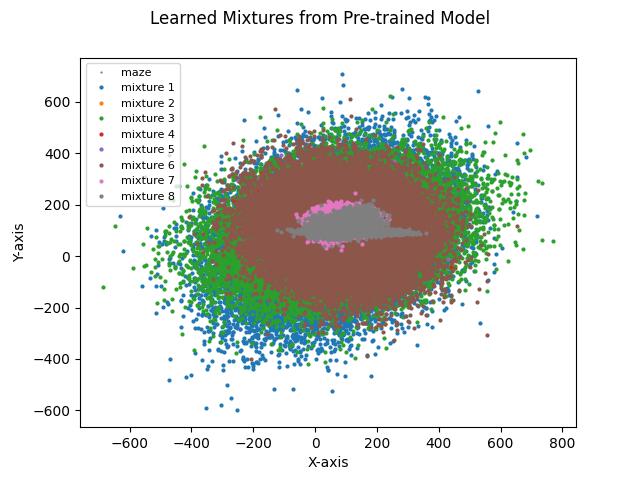 Learned Mixtures from Pre-trained Model
maze
mixture 1
mixture 2
mixture 3
mixture 4
mixture 5
mixture 6
mixture 7
mixture 8
Y-axis
600
400
200
0
−200
−400
−600
−600 −400 −200 0 200 400 600 800
X-axis